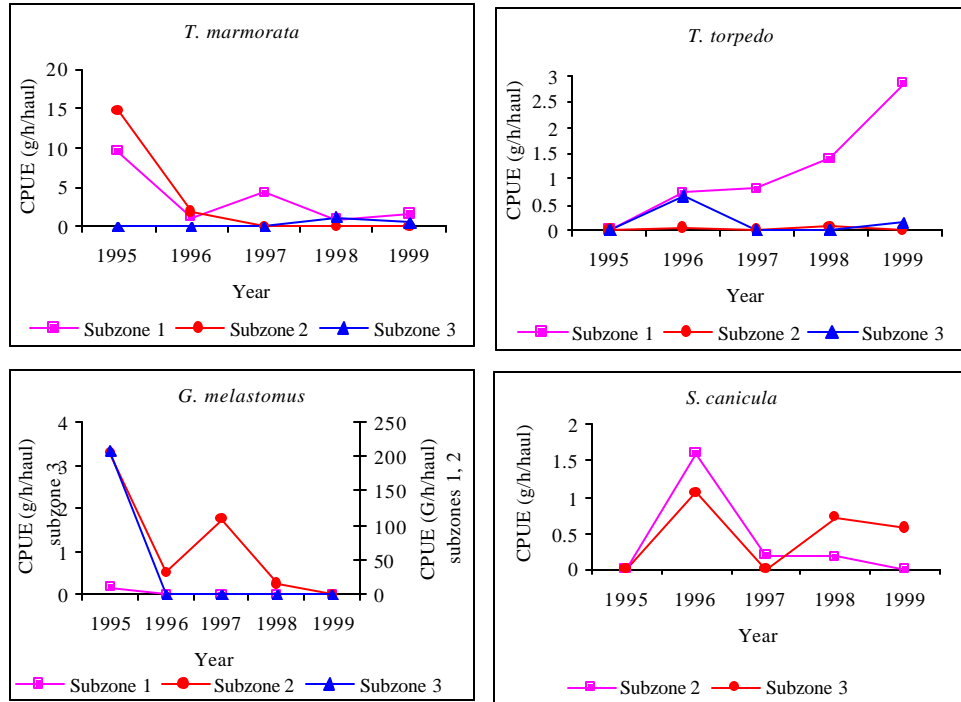 T. marmorata
CPUE (g/h/haul)
20
15
10
5
0
1995 1996 1997 1998 1999
Year
Subzone 1 Subzone 2 Subzone 3
T. torpedo
CPUE (g/h/haul)
3
2.5
2
1.5
1
0.5
0
1995 1996 1997 1998 1999
Year
Subzone 1 Subzone 2 Subzone 3
G. melastomus
CPUE (g/h/haul)
subzone 3
4
3
2
1
0
250
200
150
100
50
0
CPUE (G/h/haul)
subzones 1, 2
1995 1996 1997 1998 1999
Year
Subzone 1 Subzone 2 Subzone 3
S. canicula
CPUE (g/h/haul)
2
1.5
1
0.5
0
1995 1996 1997 1998 1999
Year
Subzone 2 Subzone 3